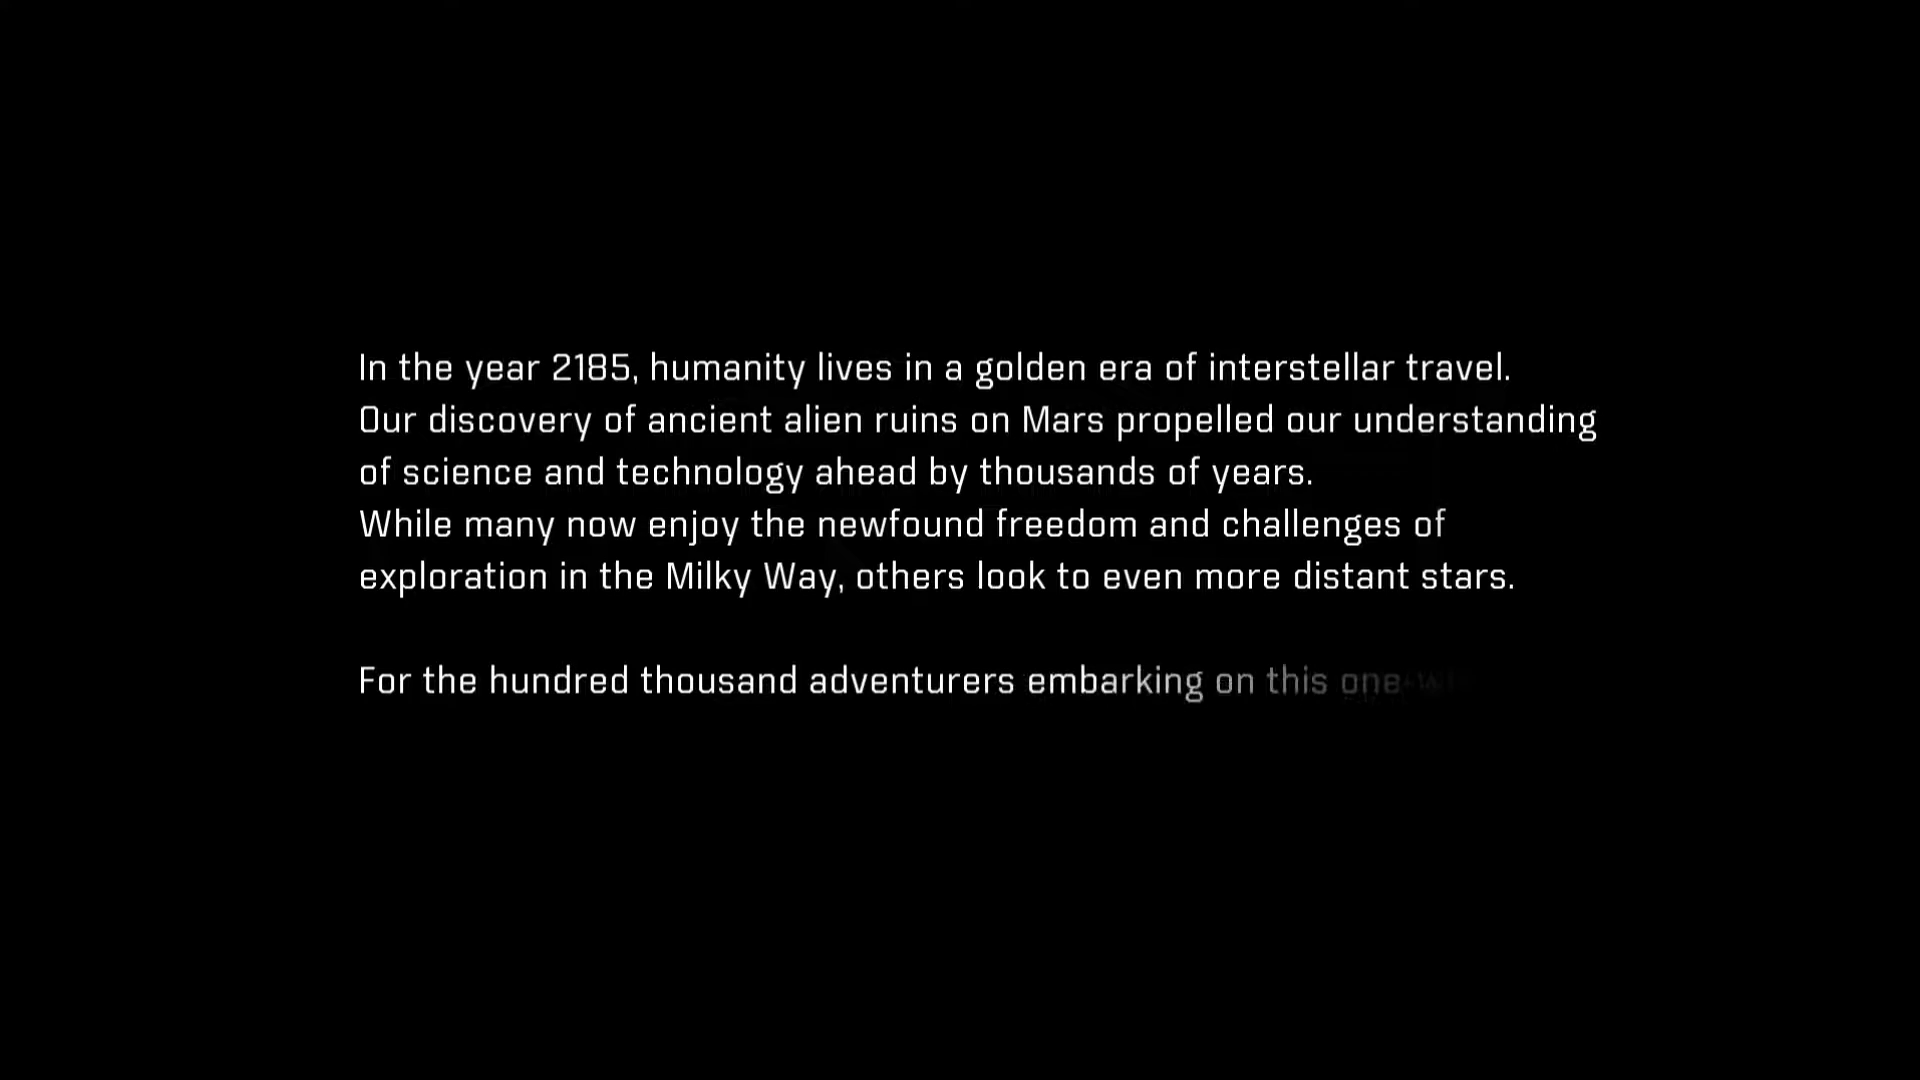 In the year 2185, humanity lives in a golden era of interstellar travel.
Our discovery of ancient alien ruins on Mars propelled our understanding
of science and technology ahead by thousands of years.
While many now enjoy the newfound freedom and challenges of
exploration in the Milky Way, others look to even more distant stars.
For the hundred thousand adventurers embarking on this one